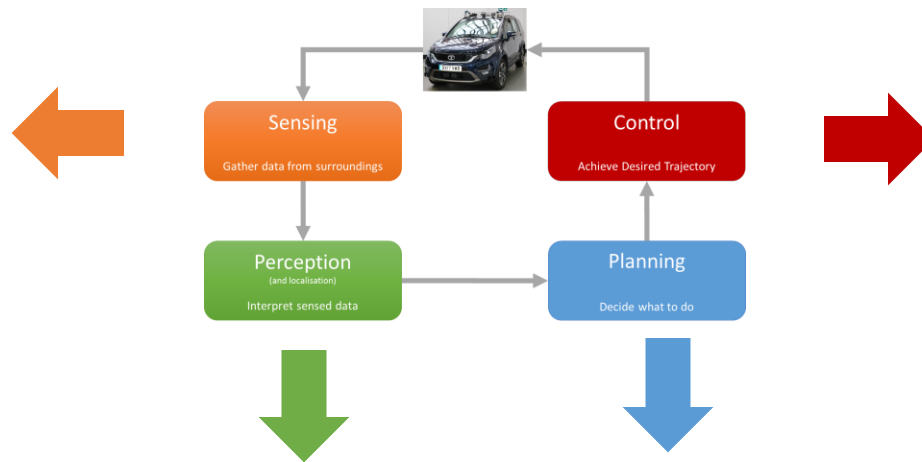 Sensing
Gather data from surroundings
Control
Achieve Desired Trajectory
Perception
(and localisation)
Interpret sensed data
Planning
Decide what to do